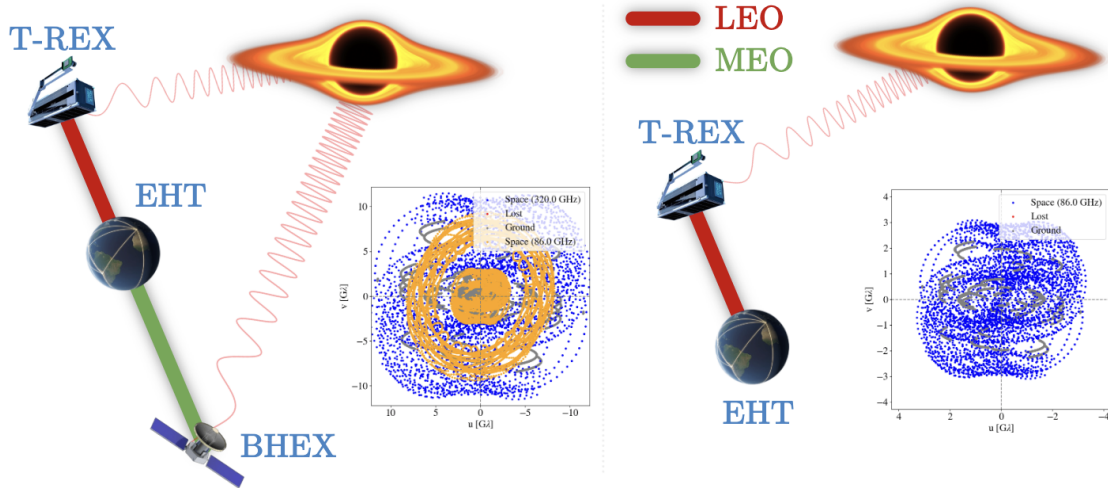 T-REX
EHT
BHEX
Space (320.0 GHz)
Lost
Ground
Space (86.0 GHz)
10
5
0
−5
−10
v [Gλ]
10
5
0
−5
−10
u [Gλ]
LEO
MEO
T-REX
EHT
Space (86.0 GHz)
Lost
Ground
4
3
2
1
0
−1
−2
−3
−4
v [Gλ]
4
2
0
−2
−4
u [Gλ]